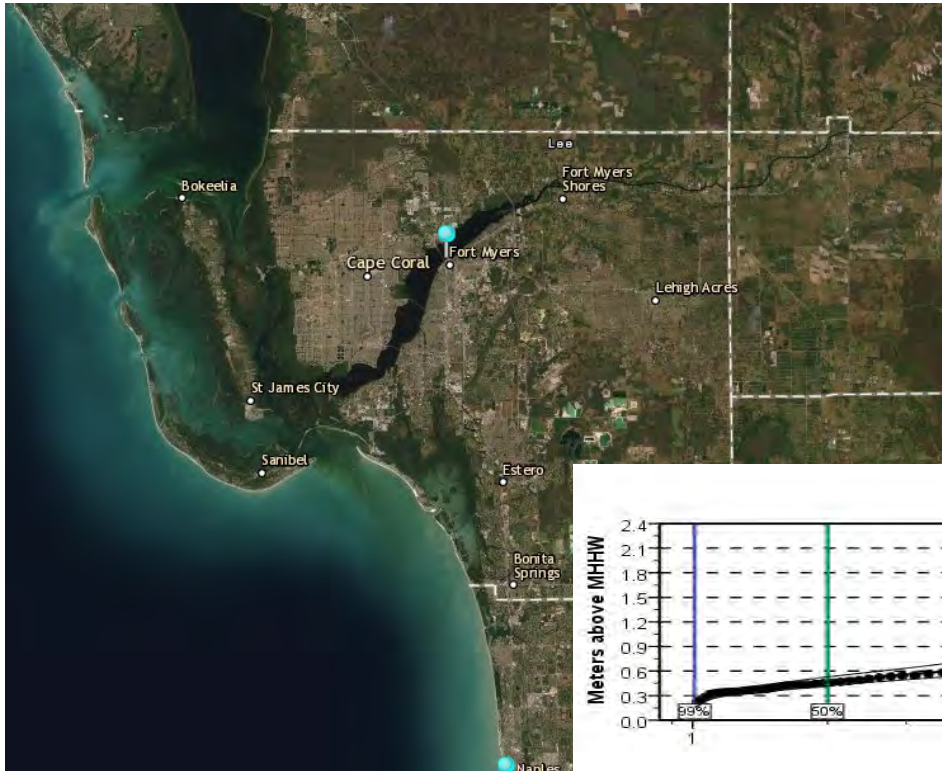 Lee
Fort Myers
Shores
Bokeelia
Fort Myers
Cape Coral
Lehigh Acres
St James City
Sanibel
Estero
Bonita
Springs
Naples
Meters above MHHW
2.4
2.1
1.8
1.5
1.2
0.9
0.6
0.3
0.0
99%
50%
1